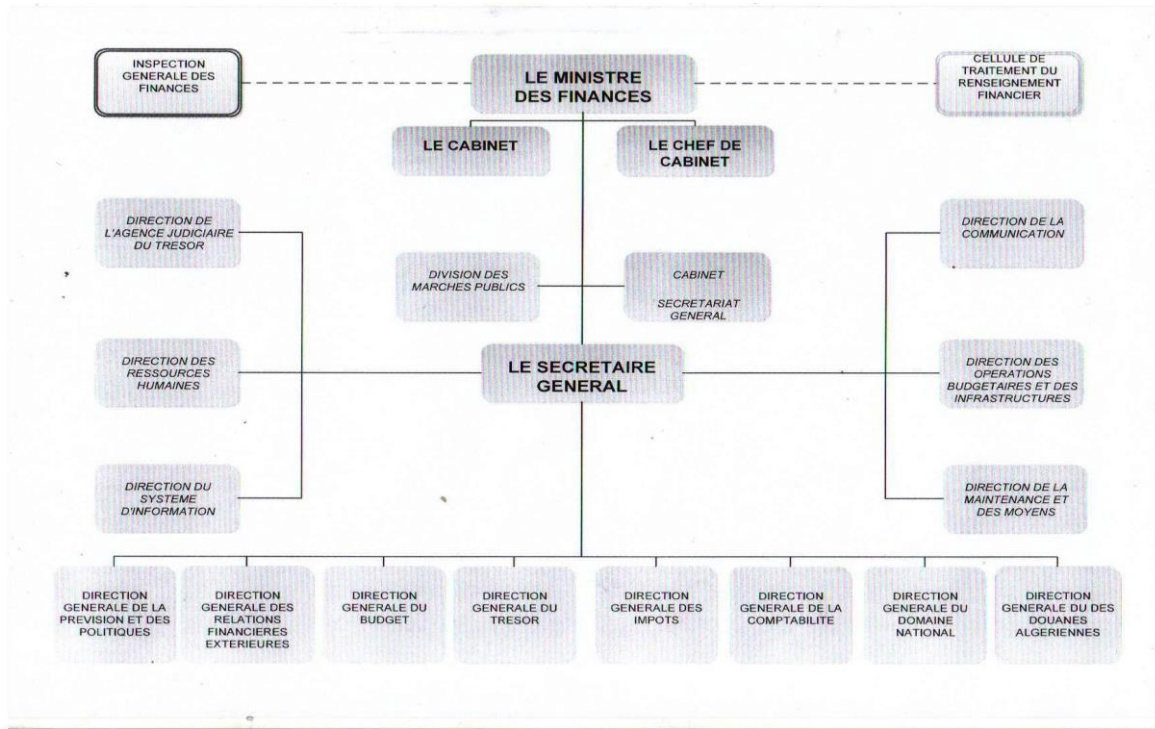 INSPECTION
GENERALE DES
FINANCES
LE MINISTRE
DES FINANCES
CELLULE DE
TRAITEMENT DU
RENSEIGNEMENT
FINANCIER
LE CABINET
LE CHEF DE
CABINET
DIRECTION DE
L'AGENCE JUDICIAIRE
DU TRESOR
DIRECTION DE LA
COMMUNICATION
DIVISION DES
MARCHES PUBLICS
CABINET
SECRETARIAT
GENERAL
DIRECTION DES
RESSOURCES
HUMAINES
LE SECRETAIRE
GENERAL
DIRECTION DES
OPERATIONS
BUDGETAIRES ET DES
INFRASTRUCTURES
DIRECTION DU
SYSTEME
D'INFORMATION
DIRECTION DE LA
MAINTENANCE ET
DES MOYENS
DIRECTION
GENERALE DE LA
PREVISION ET DES
POLITIQUES
DIRECTION
GENERALE DES
RELATIONS
FINANCIERES
EXTERIEURES
DIRECTION
GENERALE DU
BUDGET
DIRECTION
GENERALE DU
TRESOR
DIRECTION
GENERALE DES
IMPOTS
DIRECTION
GENERALE DE LA
COMPTABILITE
DIRECTION
GENERALE DU
DOMAINE
NATIONAL
DIRECTION
GENERALE DU DES
DOUANES
ALGERIENNES